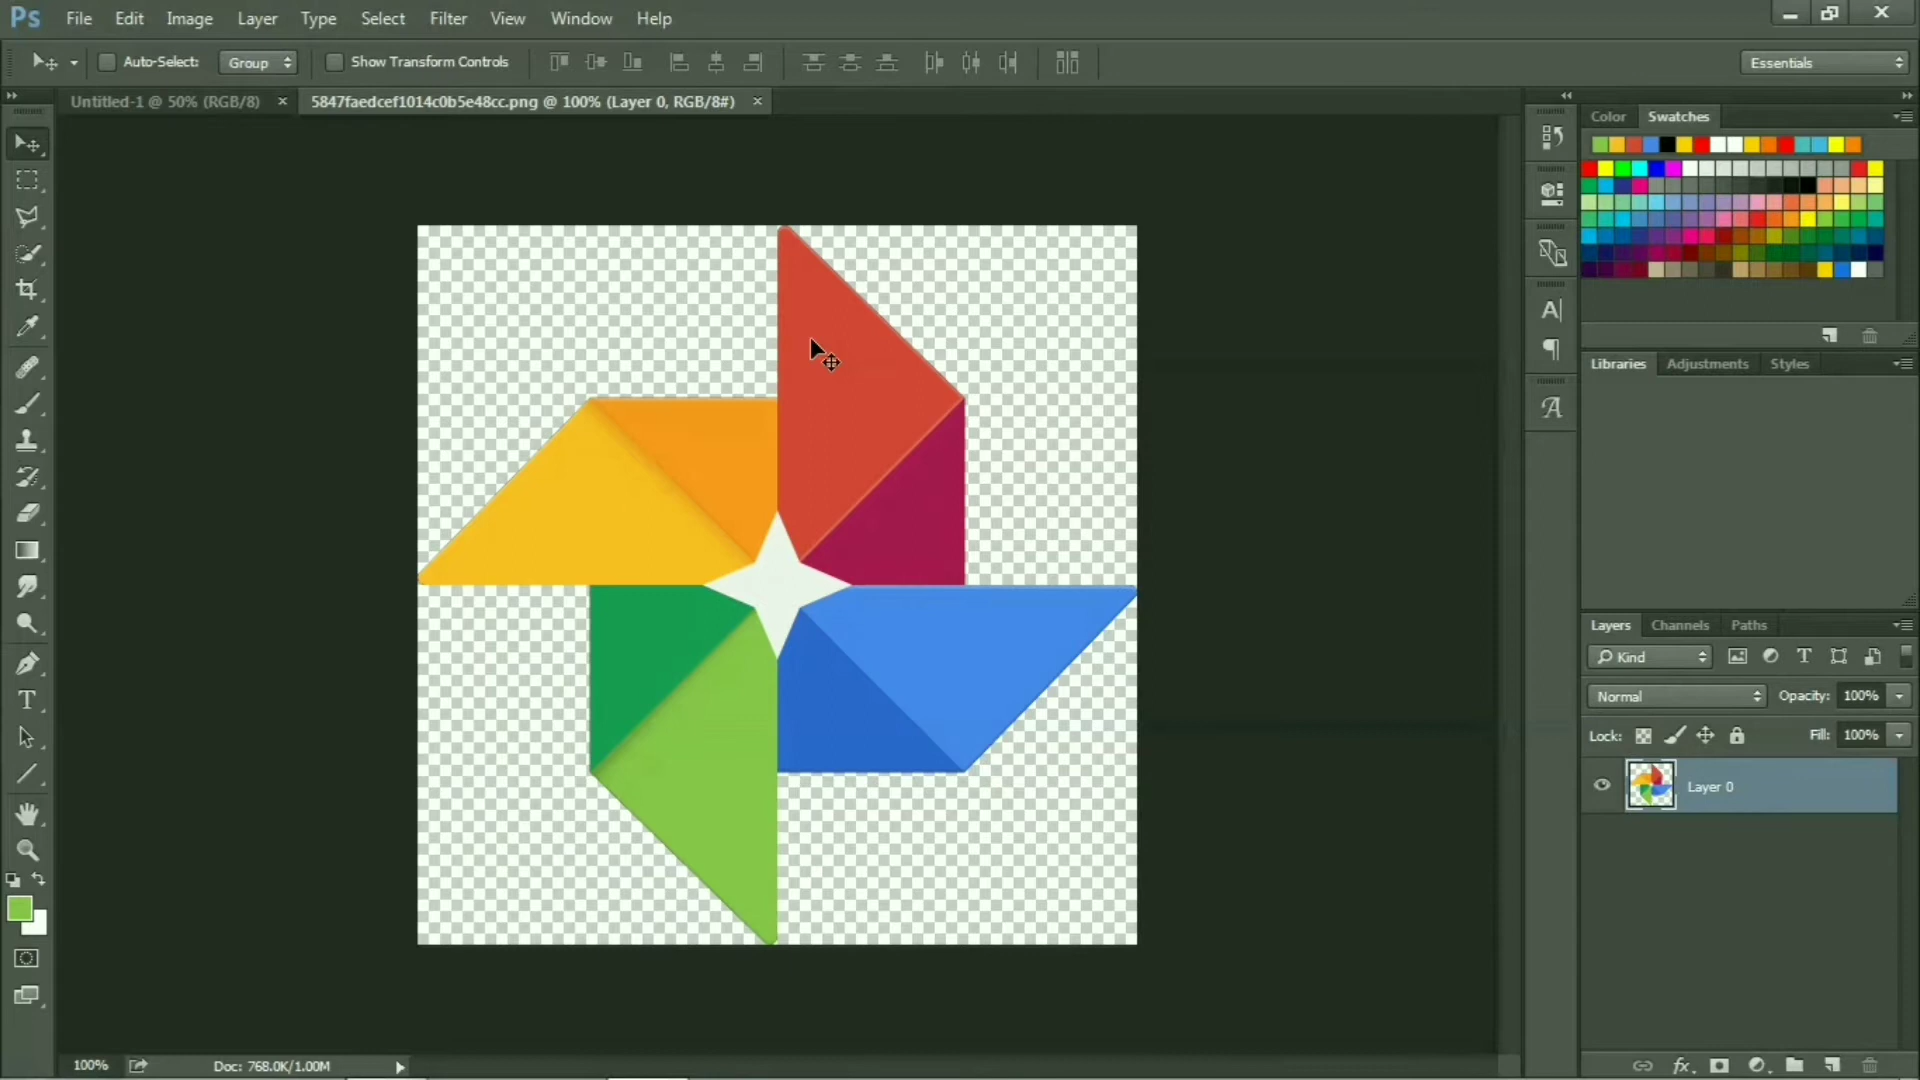 Ps File Edit Image Layer Type Select Filter View Window Help
Auto-Select: Group Show Transform Controls Essentials
Untitled-1 @ 50% (RGB/8) × 5847faedcef1014c0b5e48cc.png @ 100% (Layer 0, RGB/8#) ×
Color Swatches
Libraries Adjustments Styles
Layers Channels Paths
Kind
Normal Opacity: 100%
Lock: Fill: 100%
Layer 0
100% Doc: 768.0K/1.00M